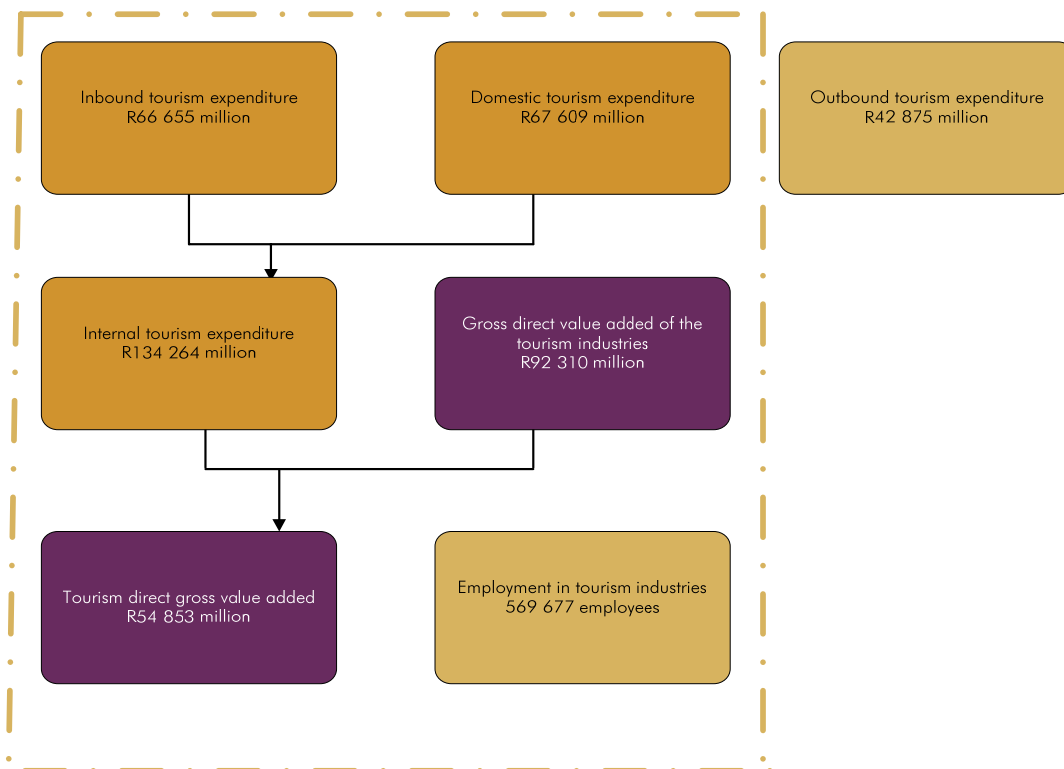 Inbound tourism expenditure
R66 655 million
Domestic tourism expenditure
R67 609 million
Outbound tourism expenditure
R42 875 million
Internal tourism expenditure
R134 264 million
Gross direct value added of the
tourism industries
R92 310 million
Tourism direct gross value added
R54 853 million
Employment in tourism industries
569 677 employees